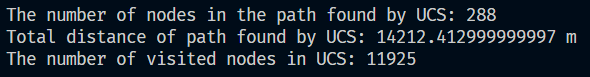 The number of nodes in the path found by UCS: 288
Total distance of path found by UCS: 14212.412999999997 m
The number of visited nodes in UCS: 11925